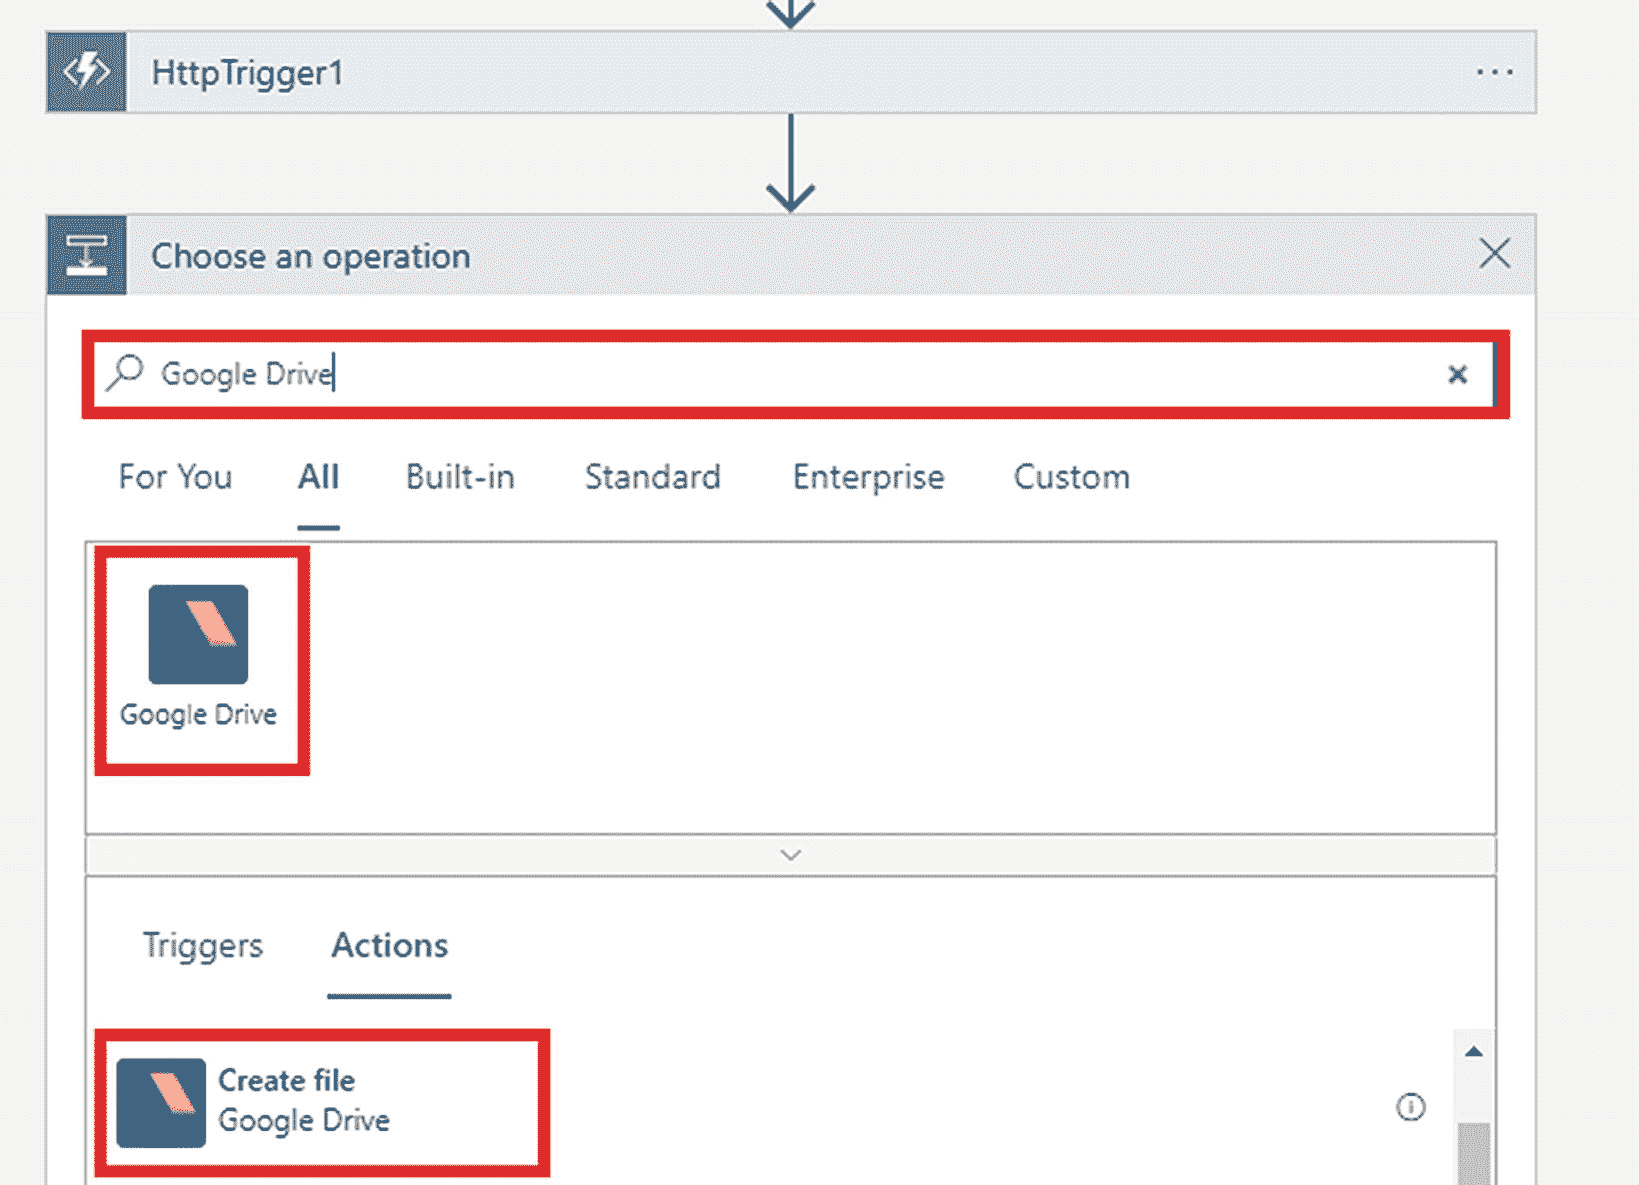 HttpTrigger1
Choose an operation
Google Drive
For You All Built-in Standard Enterprise Custom
Google Drive
Triggers Actions
Create file
Google Drive